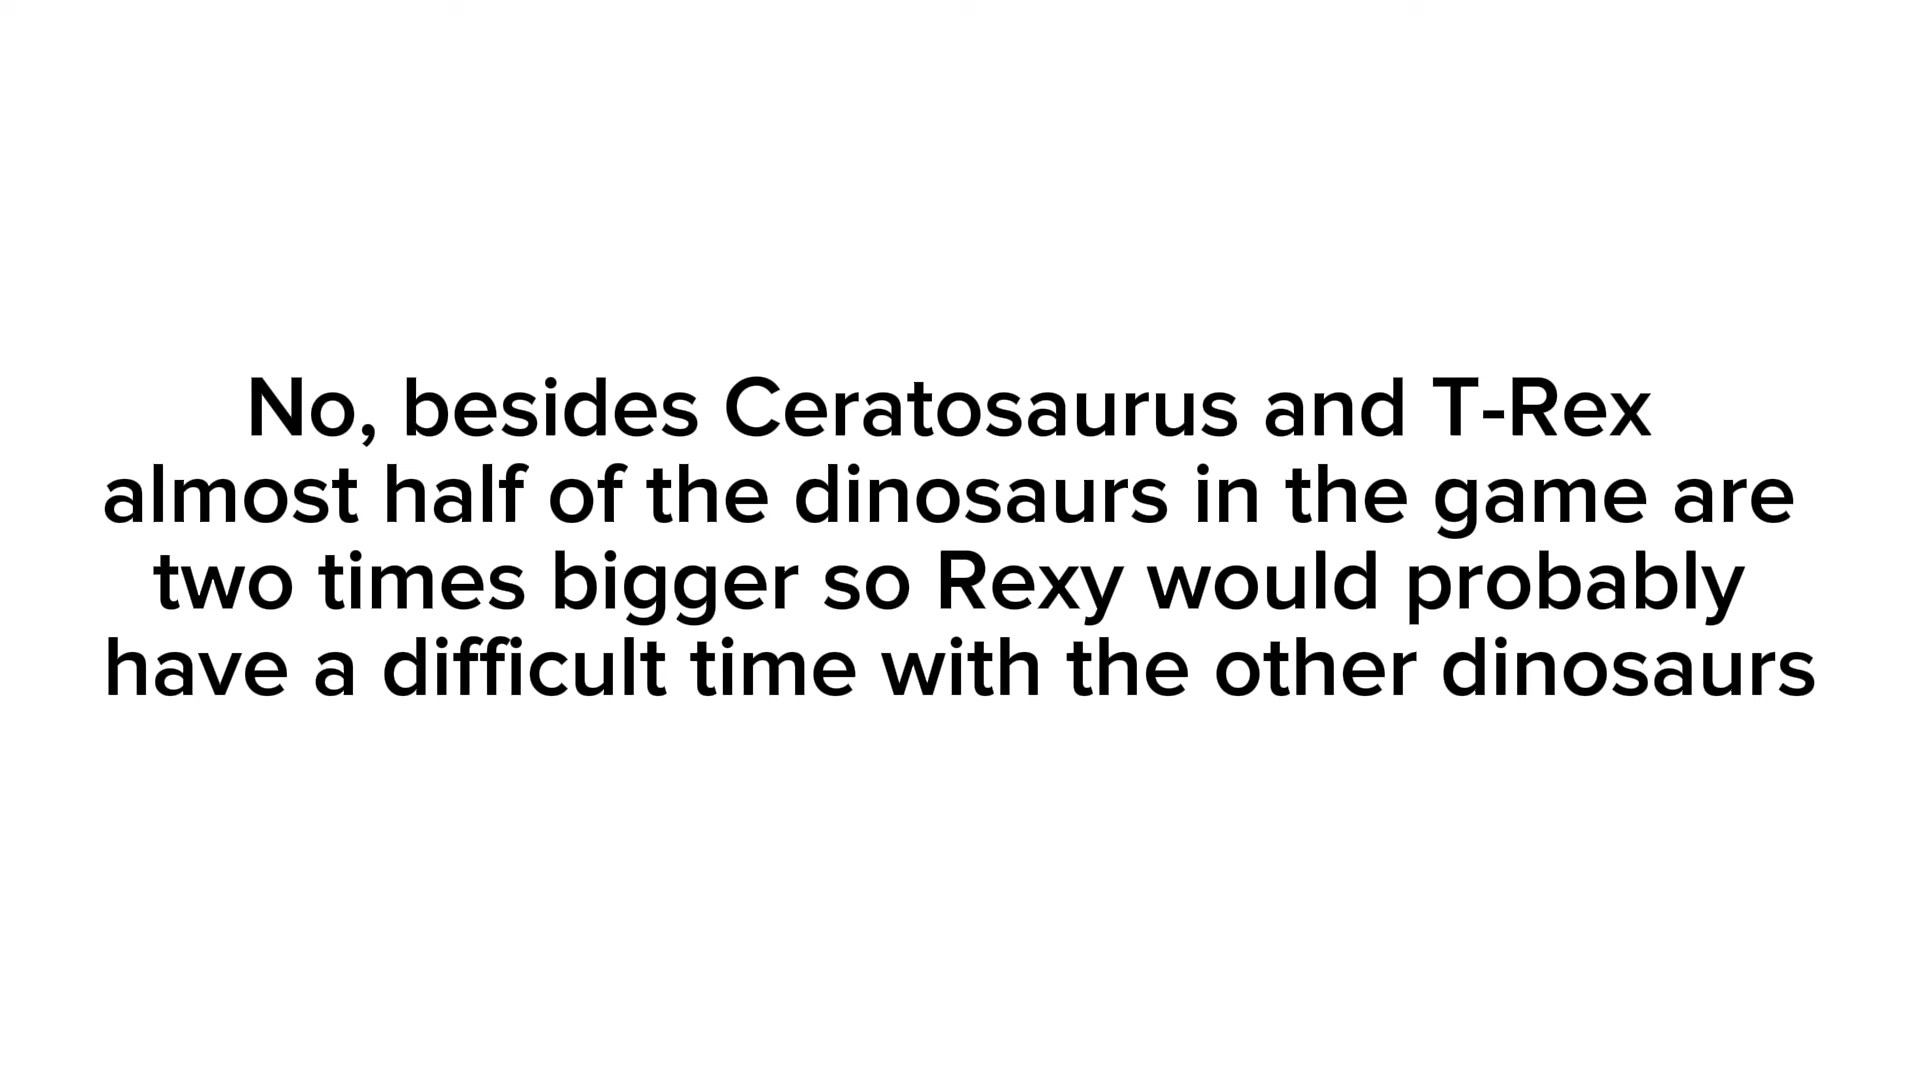 No, besides Ceratosaurus and T-Rex
almost half of the dinosaurs in the game are
two times bigger so Rexy would probably
have a difficult time with the other dinosaurs